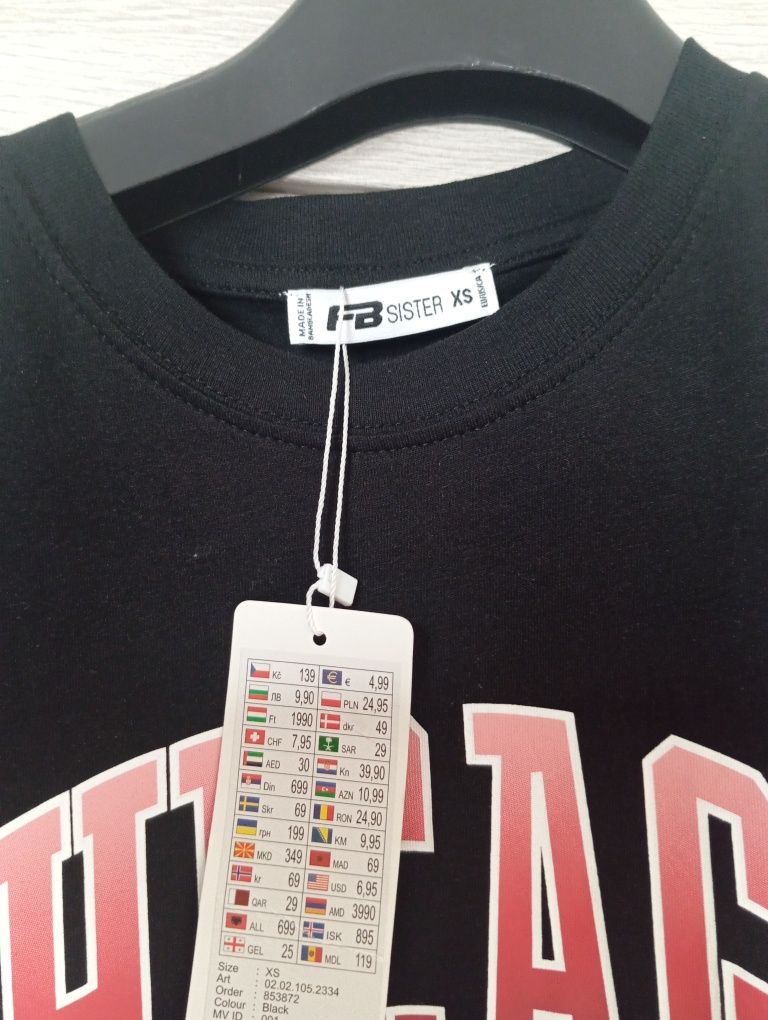 MADE IN
BANGLADESH
FB SISTER XS
Kč 139 € 4,99
ЛВ 9,90 PLN 24,95
Ft 1990 dkr 49
CHF 7,95 SAR 29
AED 30 Kn 39,90
Din 699 AZN 10,99
Skr 69 RON 24,90
грн 199 KM 9,95
MKD 349 MAD 69
kr 69 USD 6,95
QAR 29 AMD 3990
ALL 699 ISK 895
GEL 25 MDL 119
Size : XS
Art : 02.02.105.2334
Order : 853872
Colour : Black
MV ID : 001